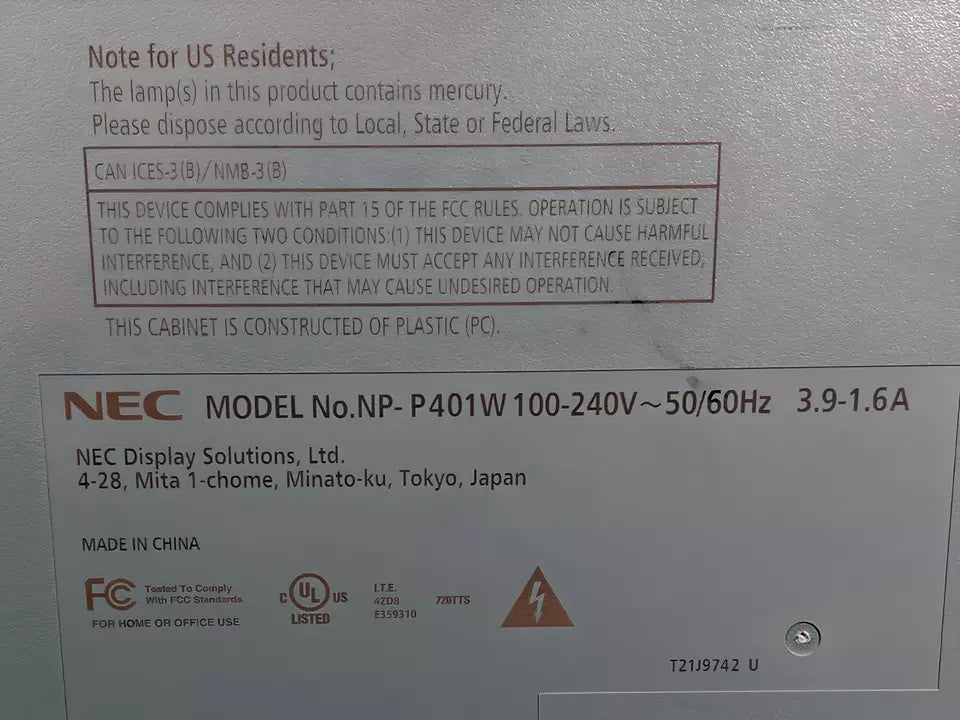 Note for US Residents;
The lamp(s) in this product contains mercury.
Please dispose according to Local, State or Federal Laws.
CAN ICES-3(B)/NMB-3(B)
THIS DEVICE COMPLIES WITH PART 15 OF THE FCC RULES. OPERATION IS SUBJECT
TO THE FOLLOWING TWO CONDITIONS:(1) THIS DEVICE MAY NOT CAUSE HARMFUL
INTERFERENCE, AND (2) THIS DEVICE MUST ACCEPT ANY INTERFERENCE RECEIVED,
INCLUDING INTERFERENCE THAT MAY CAUSE UNDESIRED OPERATION.
THIS CABINET IS CONSTRUCTED OF PLASTIC (PC).
NEC MODEL No.NP-P401W 100-240V~50/60Hz 3.9-1.6A
NEC Display Solutions, Ltd.
4-28, Mita 1-chome, Minato-ku, Tokyo, Japan
MADE IN CHINA
FC Tested To Comply
With FCC Standards
FOR HOME OR OFFICE USE
C UL US
LISTED
I.T.E.
42D8
E359310
720TTS
T21J9742 U